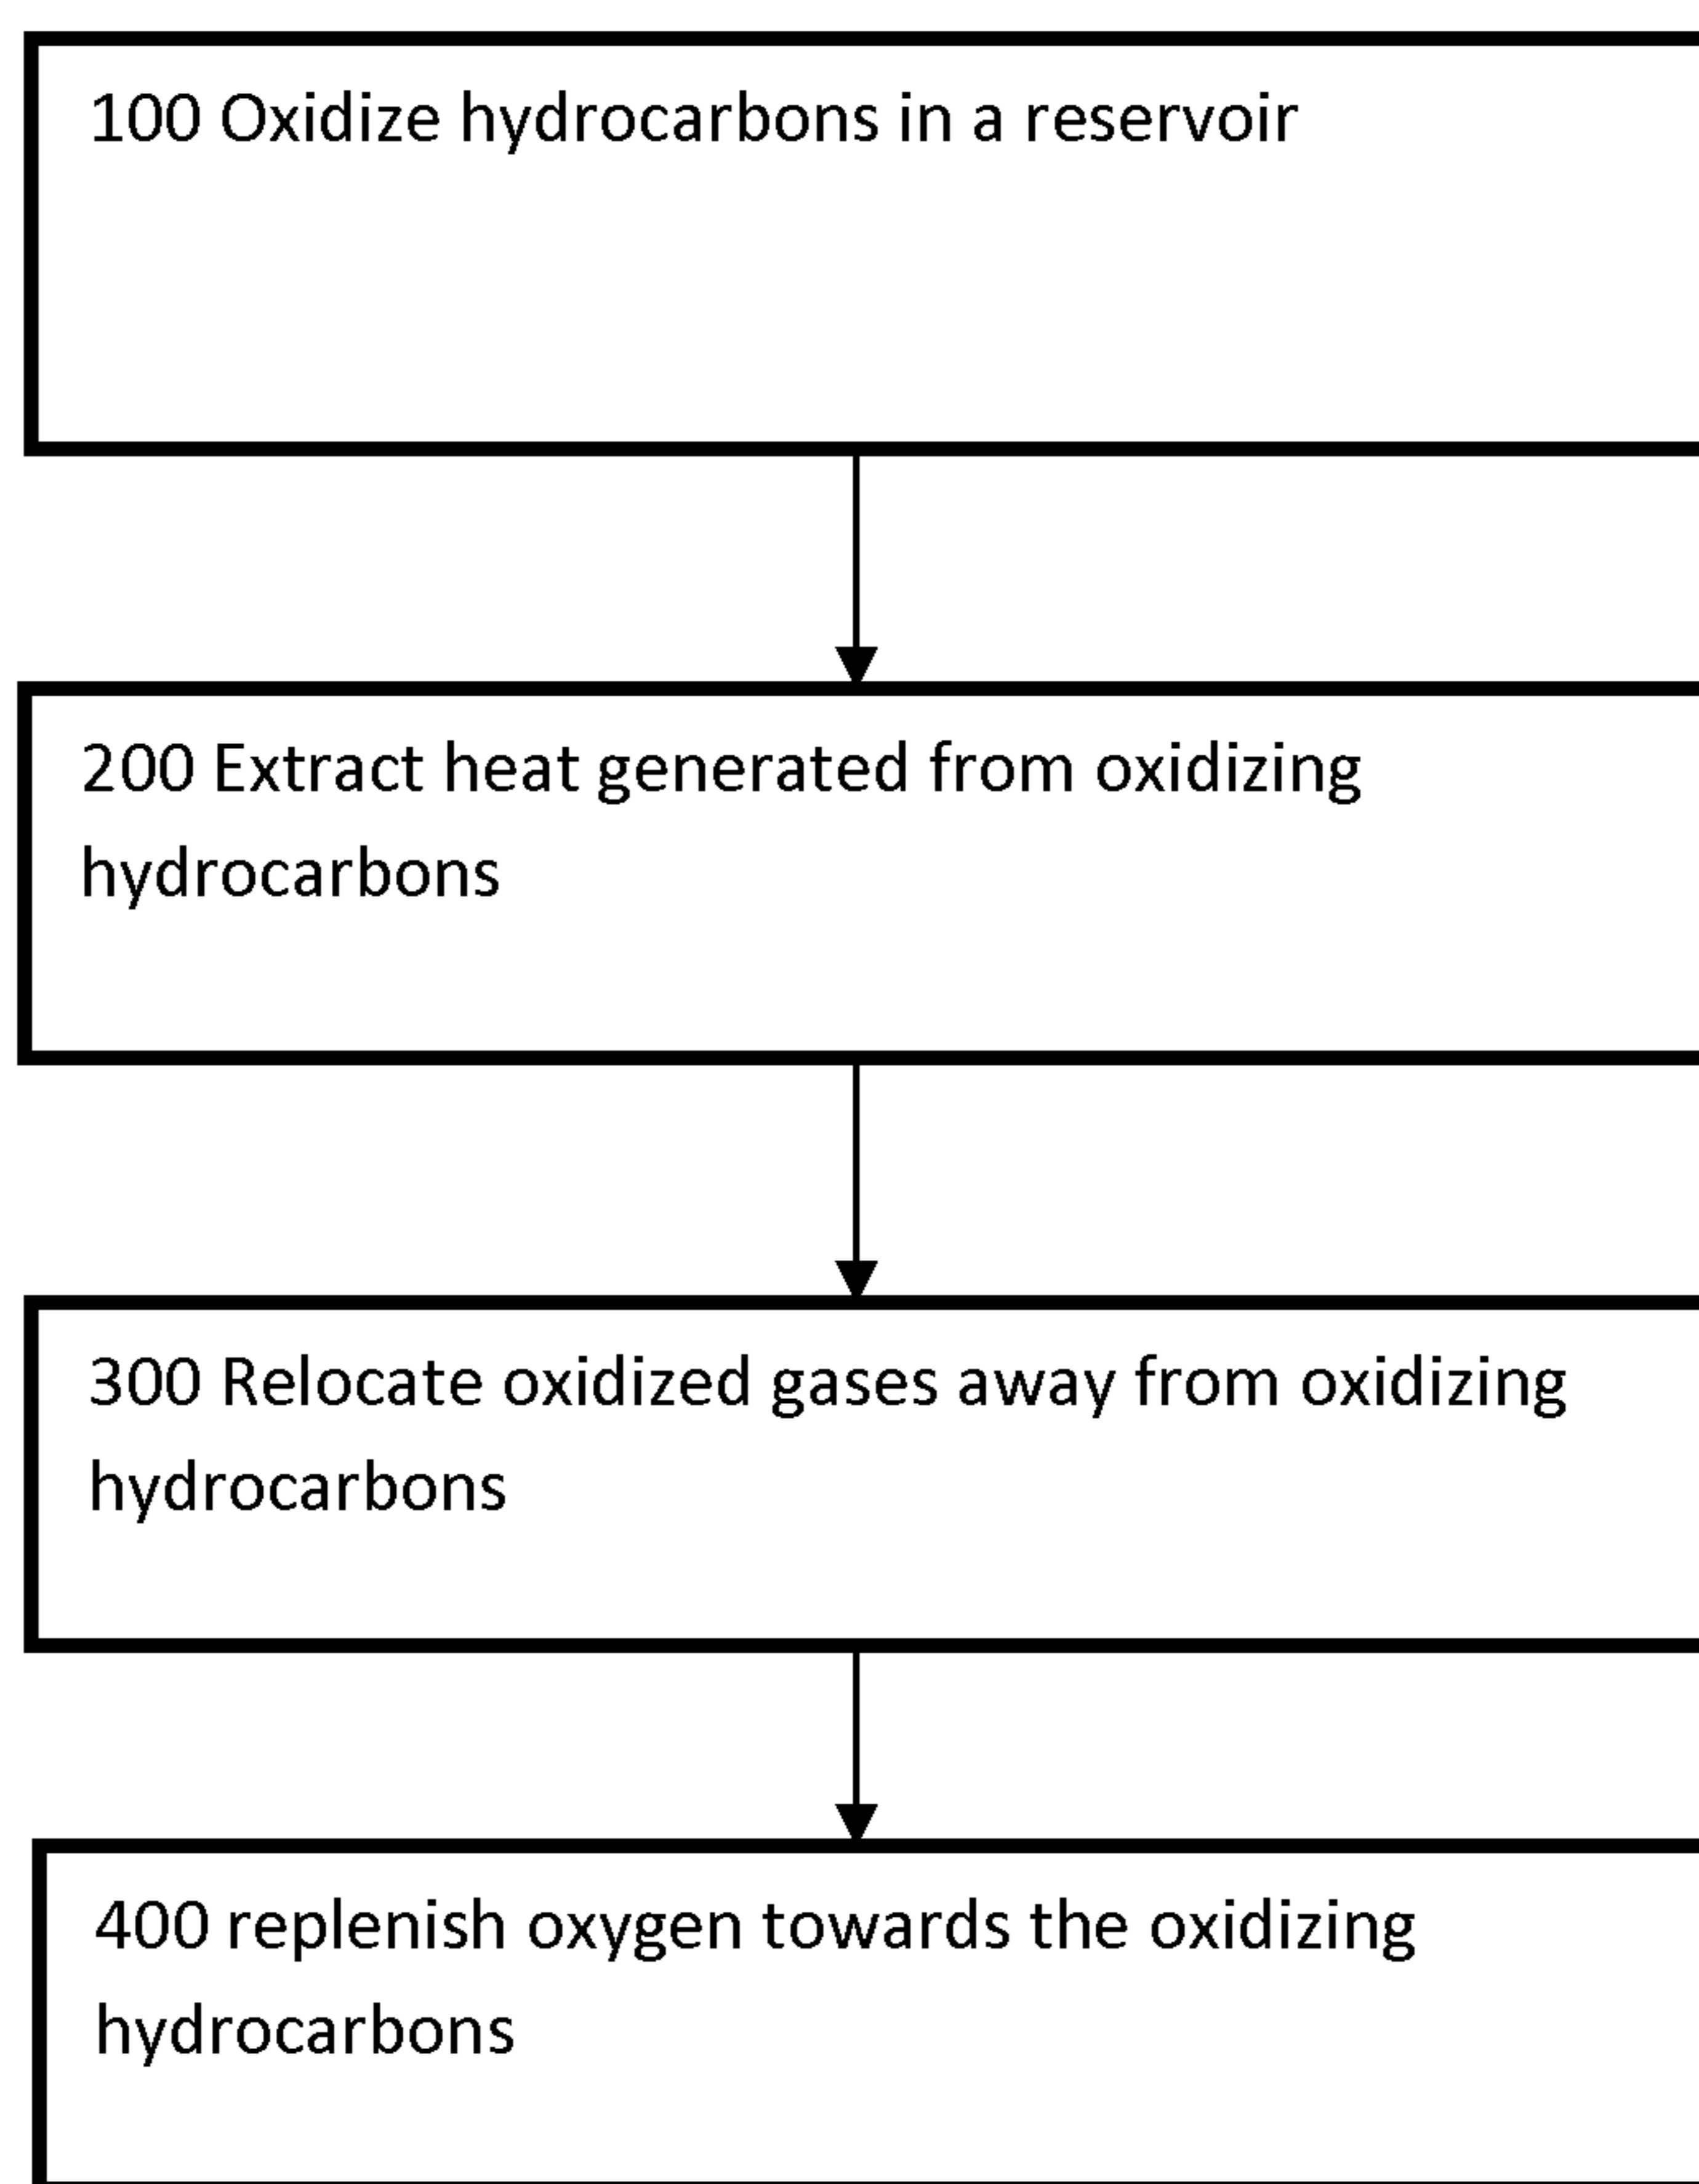 100 Oxidize hydrocarbons in a reservoir
200 Extract heat generated from oxidizing
hydrocarbons
300 Relocate oxidized gases away from oxidizing
hydrocarbons
400 replenish oxygen towards the oxidizing
hydrocarbons